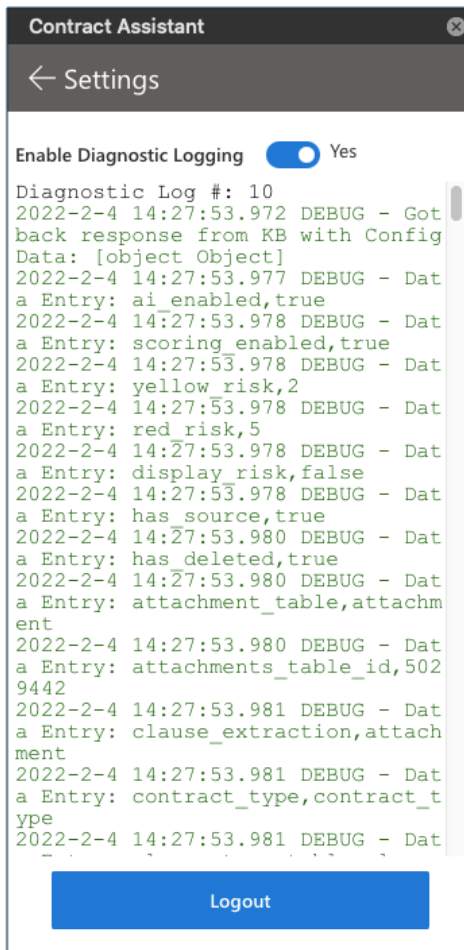 Contract Assistant
Settings
Enable Diagnostic Logging Yes
Diagnostic Log #: 10
2022-2-4 14:27:53.972 DEBUG - Got
back response from KB with Config
Data: [object Object]
2022-2-4 14:27:53.977 DEBUG - Dat
a Entry: ai_enabled,true
2022-2-4 14:27:53.978 DEBUG - Dat
a Entry: scoring_enabled,true
2022-2-4 14:27:53.978 DEBUG - Dat
a Entry: yellow_risk,2
2022-2-4 14:27:53.978 DEBUG - Dat
a Entry: red_risk,5
2022-2-4 14:27:53.978 DEBUG - Dat
a Entry: display_risk,false
2022-2-4 14:27:53.978 DEBUG - Dat
a Entry: has_source,true
2022-2-4 14:27:53.980 DEBUG - Dat
a Entry: has_deleted,true
2022-2-4 14:27:53.980 DEBUG - Dat
a Entry: attachment_table,attachm
ent
2022-2-4 14:27:53.980 DEBUG - Dat
a Entry: attachments_table_id,502
9442
2022-2-4 14:27:53.981 DEBUG - Dat
a Entry: clause_extraction,attach
ment
2022-2-4 14:27:53.981 DEBUG - Dat
a Entry: contract_type,contract_t
ype
2022-2-4 14:27:53.981 DEBUG - Dat
Logout